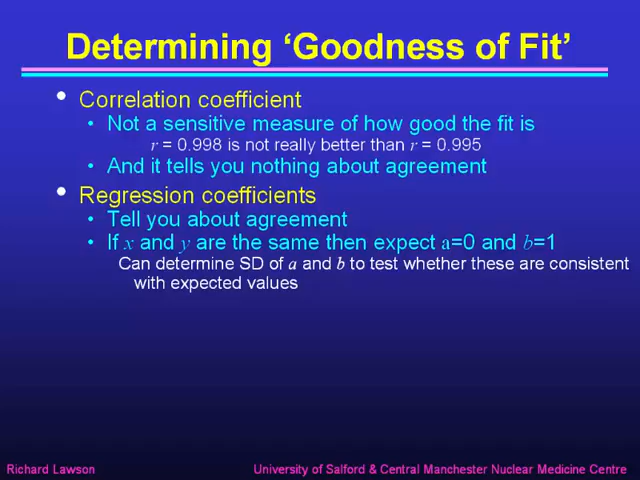 Determining ‘Goodness of Fit’
• Correlation coefficient
• Not a sensitive measure of how good the fit is
r = 0.998 is not really better than r = 0.995
• And it tells you nothing about agreement
• Regression coefficients
• Tell you about agreement
• If x and y are the same then expect a=0 and b=1
Can determine SD of a and b to test whether these are consistent
with expected values
Richard Lawson
University of Salford & Central Manchester Nuclear Medicine Centre